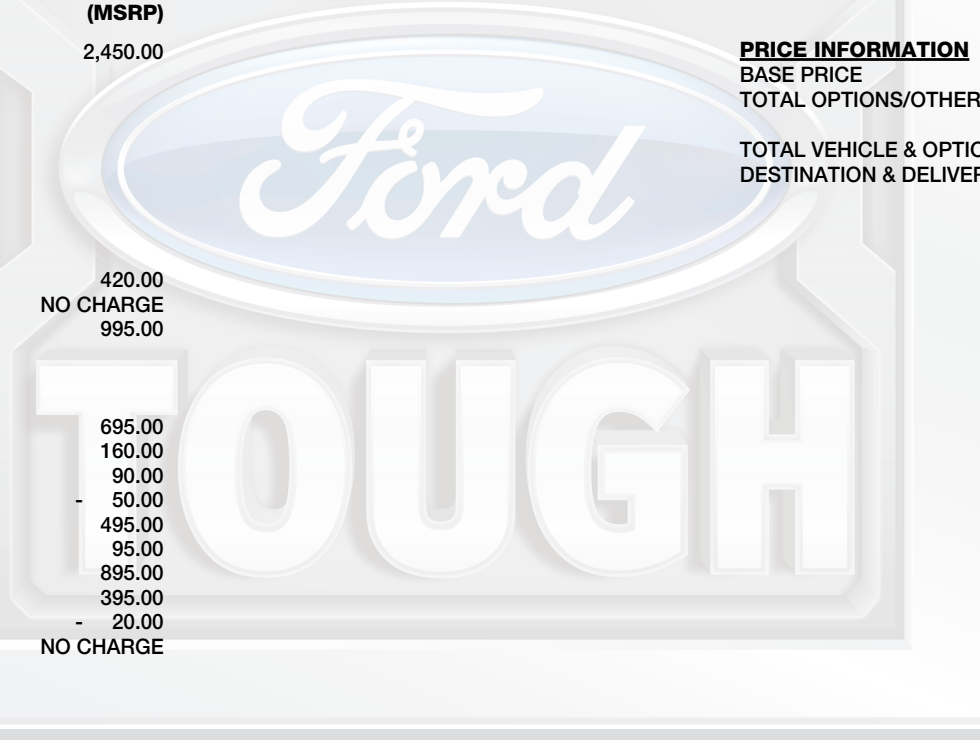 (MSRP)
2,450.00
420.00
NO CHARGE
995.00
695.00
160.00
90.00
- 50.00
495.00
95.00
895.00
395.00
- 20.00
NO CHARGE
PRICE INFORMATION
BASE PRICE
TOTAL OPTIONS/OTHER
TOTAL VEHICLE & OPTIO
DESTINATION & DELIVER
Ford
TOUGH